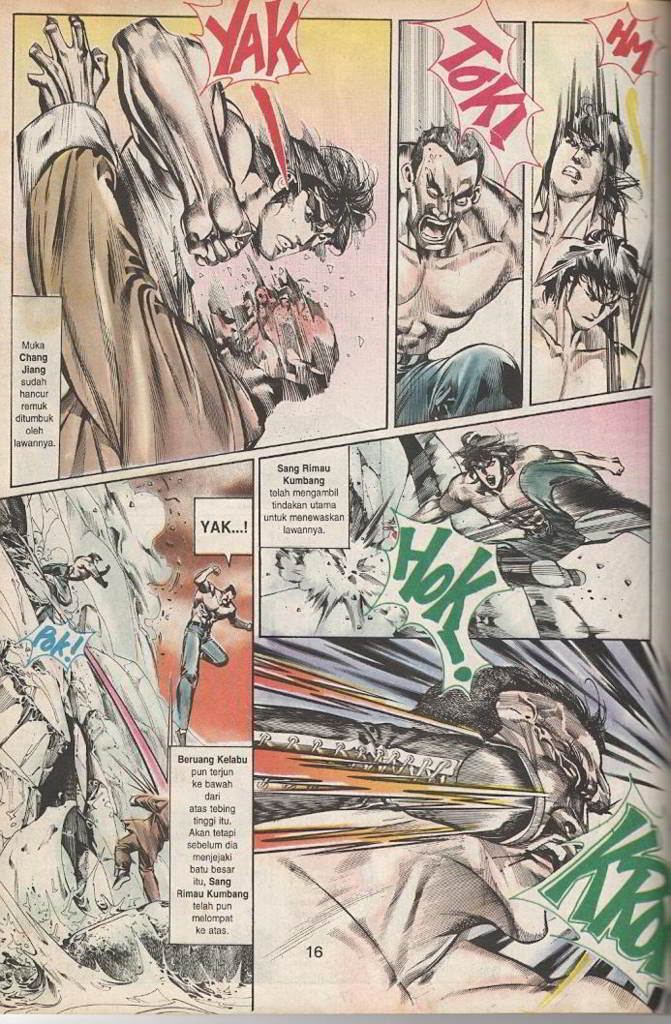 YAK
!
TOKI
HM
!
Muka
Chang
Jiang
sudah
hancur
remuk
ditumbuk
oleh
lawannya.
Sang Rimau
Kumbang
telah mengambil
tindakan utama
untuk menewaskan
lawannya.
HOK!
YAK...!
POK!
Beruang Kelabu
pun terjun
ke bawah
dari
atas tebing
tinggi itu.
Akan tetapi
sebelum dia
menjejaki
batu besar
itu, Sang
Rimau Kumbang
telah pun
melompat
ke atas.
16